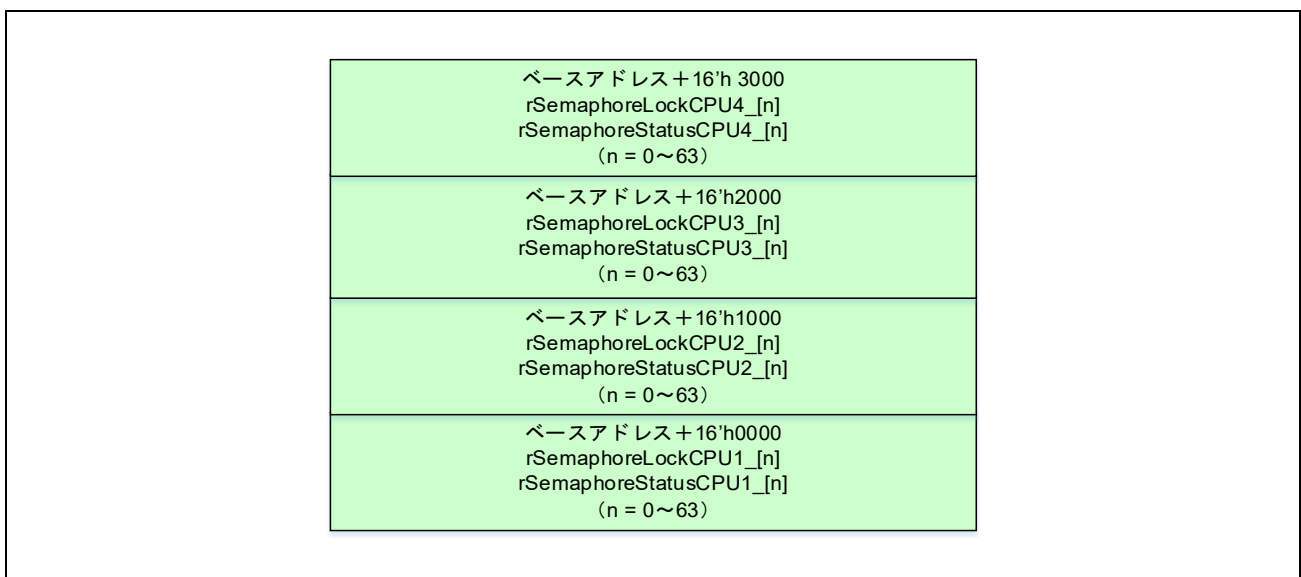 ベースアドレス＋16’h 3000
rSemaphoreLockCPU4_[n]
rSemaphoreStatusCPU4_[n]
（n = 0～63）
ベースアドレス＋16’h2000
rSemaphoreLockCPU3_[n]
rSemaphoreStatusCPU3_[n]
（n = 0～63）
ベースアドレス＋16’h1000
rSemaphoreLockCPU2_[n]
rSemaphoreStatusCPU2_[n]
（n = 0～63）
ベースアドレス＋16’h0000
rSemaphoreLockCPU1_[n]
rSemaphoreStatusCPU1_[n]
（n = 0～63）